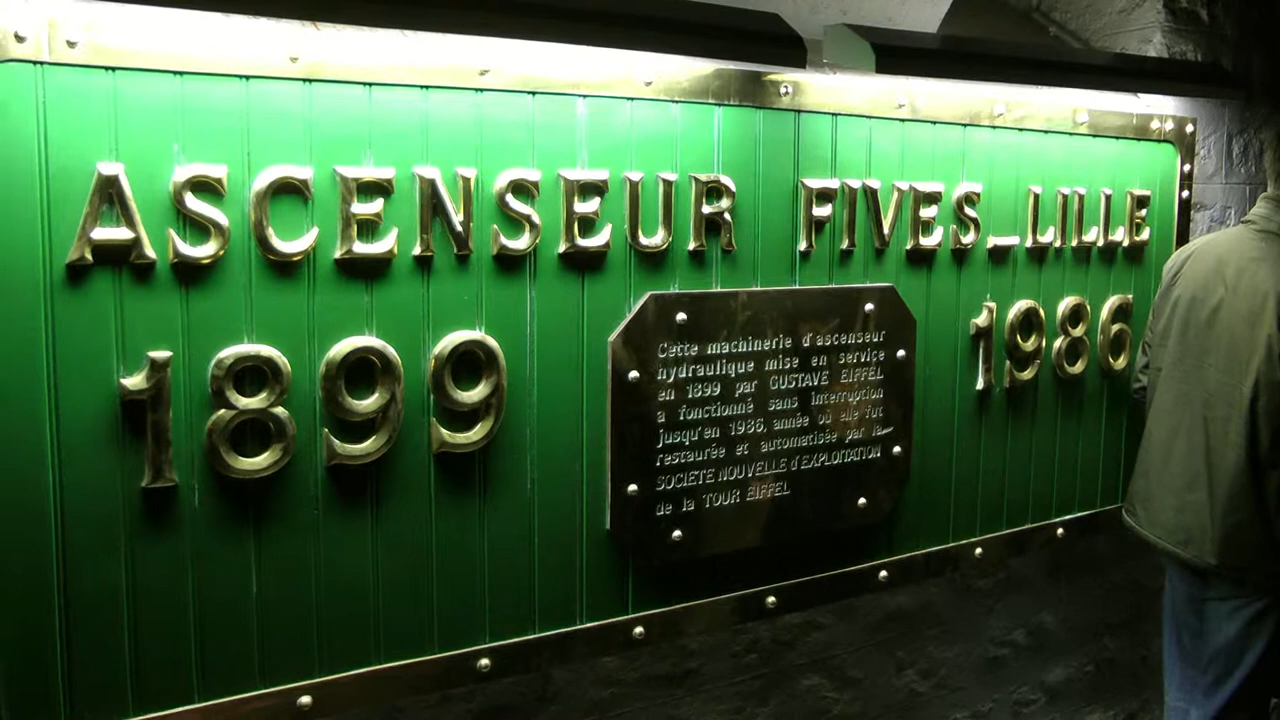 ASCENSEUR FIVES_LILLE
1899 1986
Cette machinerie d'ascenseur
hydraulique mise en service
en 1899 par GUSTAVE EIFFEL
a fonctionné sans interruption
jusqu'en 1986, année où elle fut
restaurée et automatisée par la
SOCIETE NOUVELLE d'EXPLOITATION
de la TOUR EIFFEL